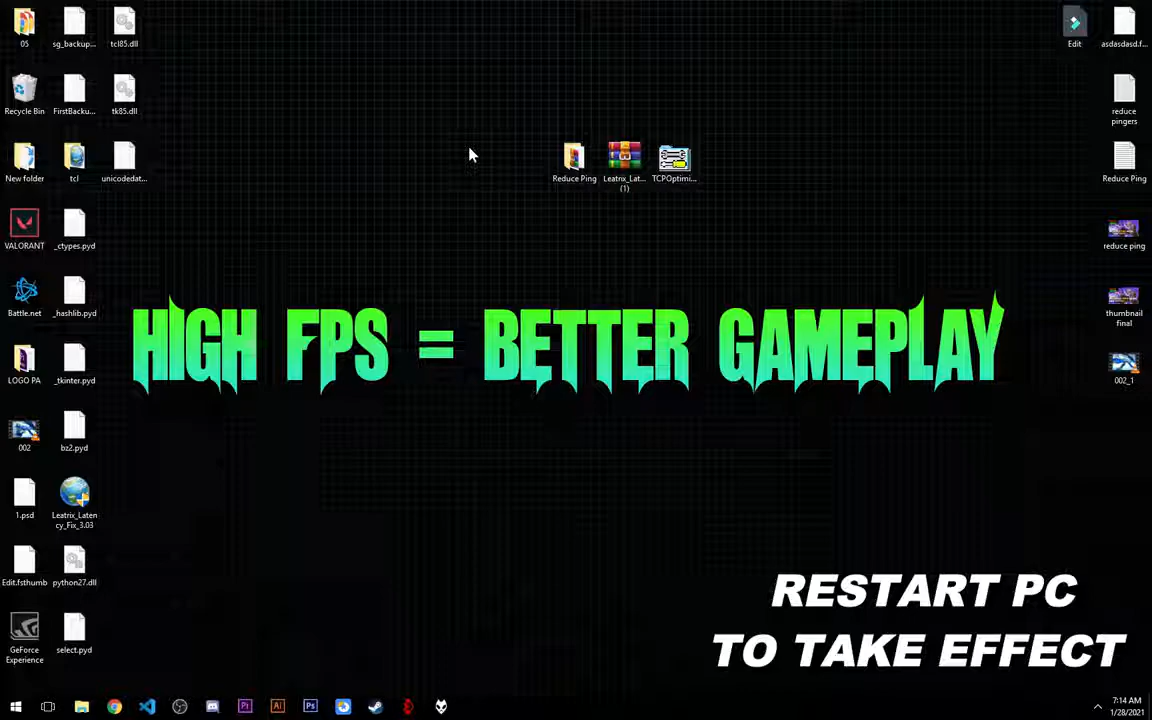 05
sg_backup...
tcl85.dll
Edit
asdasdasd.f...
Recycle Bin
FirstBacku...
tk85.dll
reduce
pingers
New folder
tcl
unicodedat...
Reduce Ping
Leatrix_Lat...
(1)
TCPOptimi...
Reduce Ping
VALORANT
_ctypes.pyd
reduce ping
Battle.net
_hashlib.pyd
thumbnail
final
HIGH FPS = BETTER GAMEPLAY
LOGO PA
_tkinter.pyd
002_1
002
bz2.pyd
1.psd
Leatrix_Laten
cy_Fix_3.03
Edit.fsthumb
python27.dll
RESTART PC
TO TAKE EFFECT
GeForce
Experience
select.pyd
Pr
Ai
Ps
7:14 AM
1/28/2021